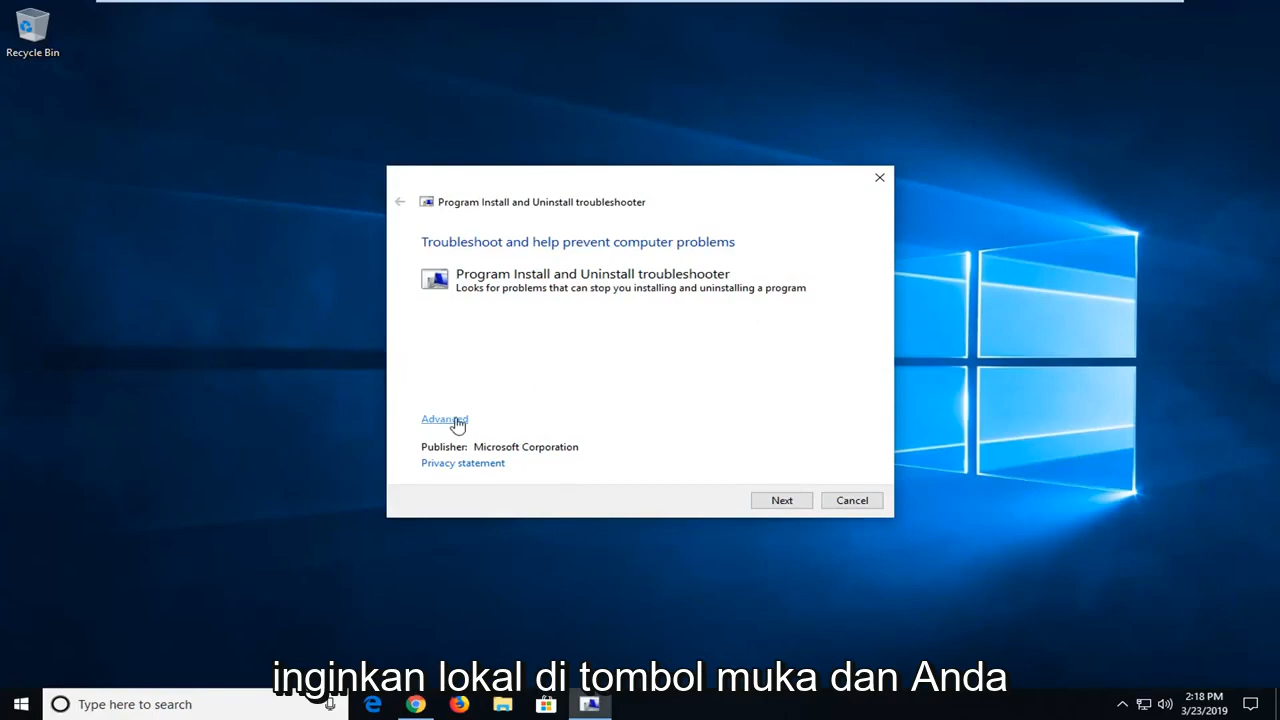 Recycle Bin
Program Install and Uninstall troubleshooter
Troubleshoot and help prevent computer problems
Program Install and Uninstall troubleshooter
Looks for problems that can stop you installing and uninstalling a program
Advanced
Publisher: Microsoft Corporation
Privacy statement
Next Cancel
inginkan lokal di tombol muka dan Anda
Type here to search
2:18 PM
3/23/2019